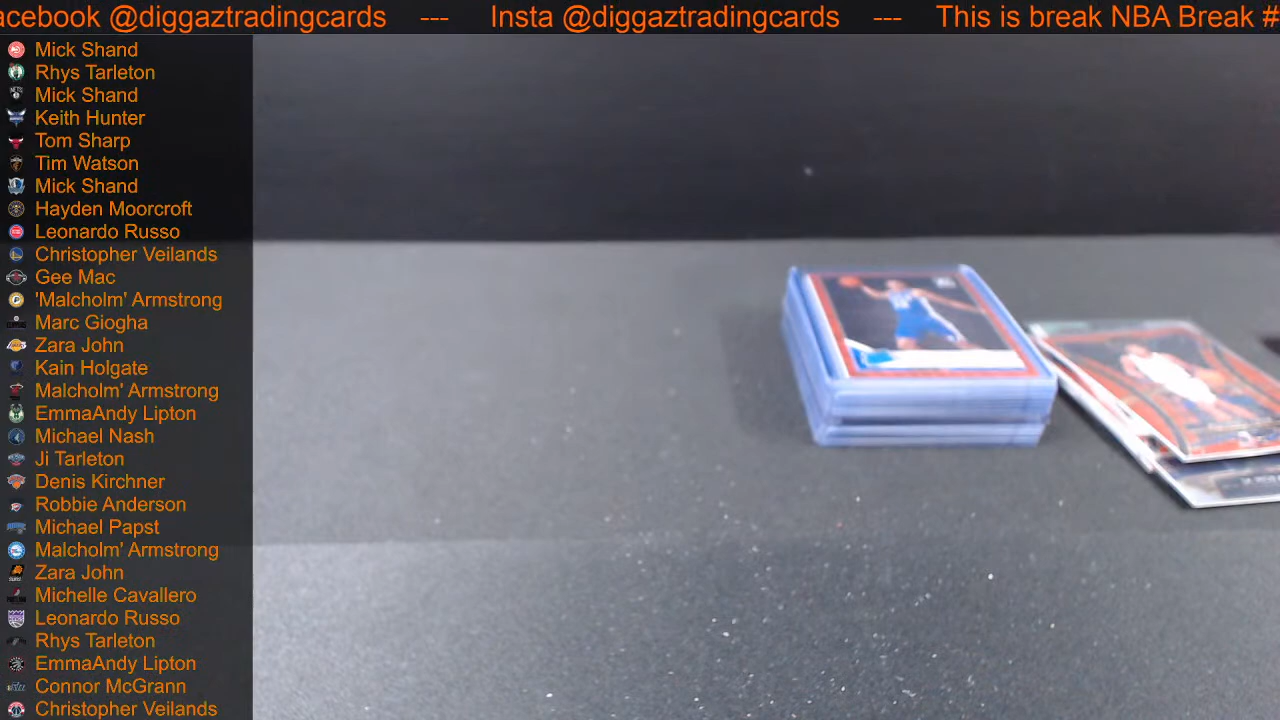 acebook @diggaztradingcards --- Insta @diggaztradingcards --- This is break NBA Break #
Mick Shand
Rhys Tarleton
Mick Shand
Keith Hunter
Tom Sharp
Tim Watson
Mick Shand
Hayden Moorcroft
Leonardo Russo
Christopher Veilands
Gee Mac
'Malcholm' Armstrong
Marc Giogha
Zara John
Kain Holgate
Malcholm' Armstrong
EmmaAndy Lipton
Michael Nash
Ji Tarleton
Denis Kirchner
Robbie Anderson
Michael Papst
Malcholm' Armstrong
Zara John
Michelle Cavallero
Leonardo Russo
Rhys Tarleton
EmmaAndy Lipton
Connor McGrann
Christopher Veilands